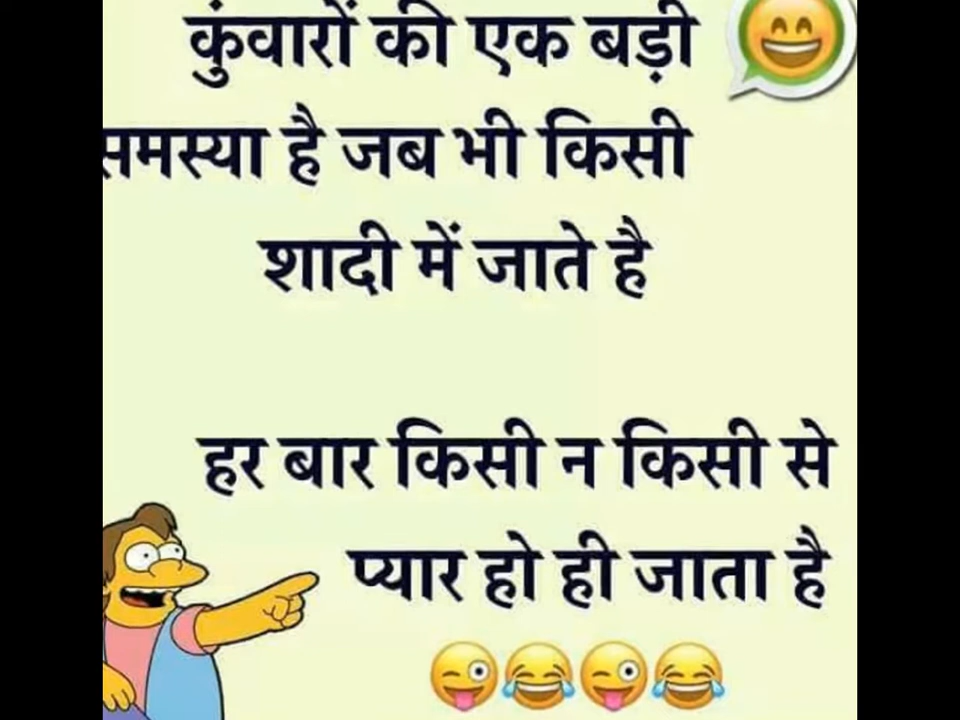 कुंवारों की एक बड़ी
समस्या है जब भी किसी
शादी में जाते है
हर बार किसी न किसी से
प्यार हो ही जाता है